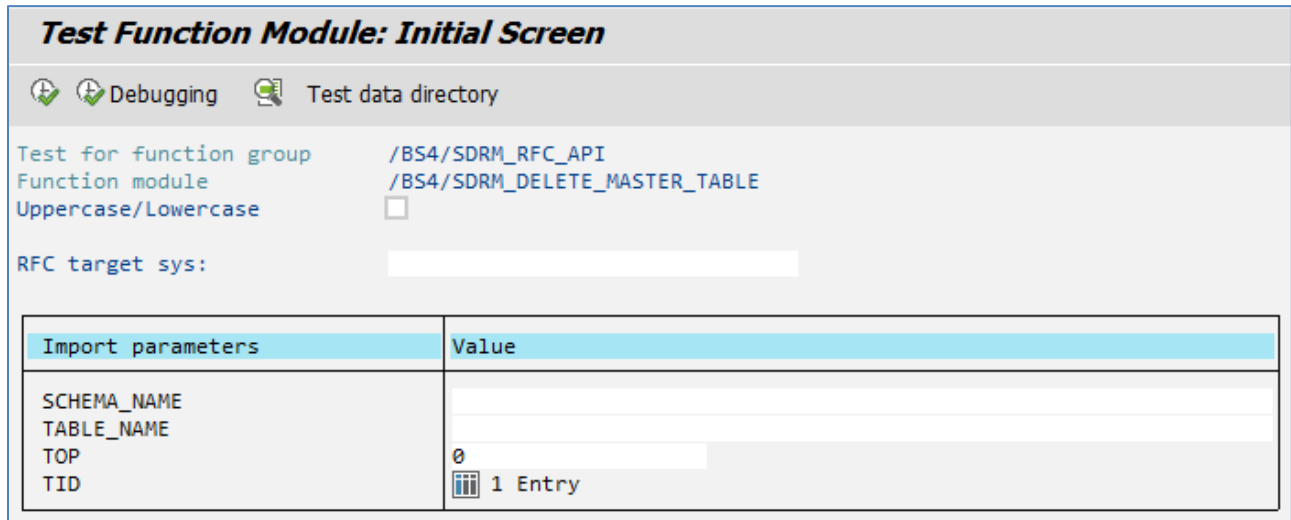 Test Function Module: Initial Screen
Debugging Test data directory
Test for function group /BS4/SDRM_RFC_API
Function module /BS4/SDRM_DELETE_MASTER_TABLE
Uppercase/Lowercase
RFC target sys:
Import parameters Value
SCHEMA_NAME
TABLE_NAME
TOP 0
TID 1 Entry